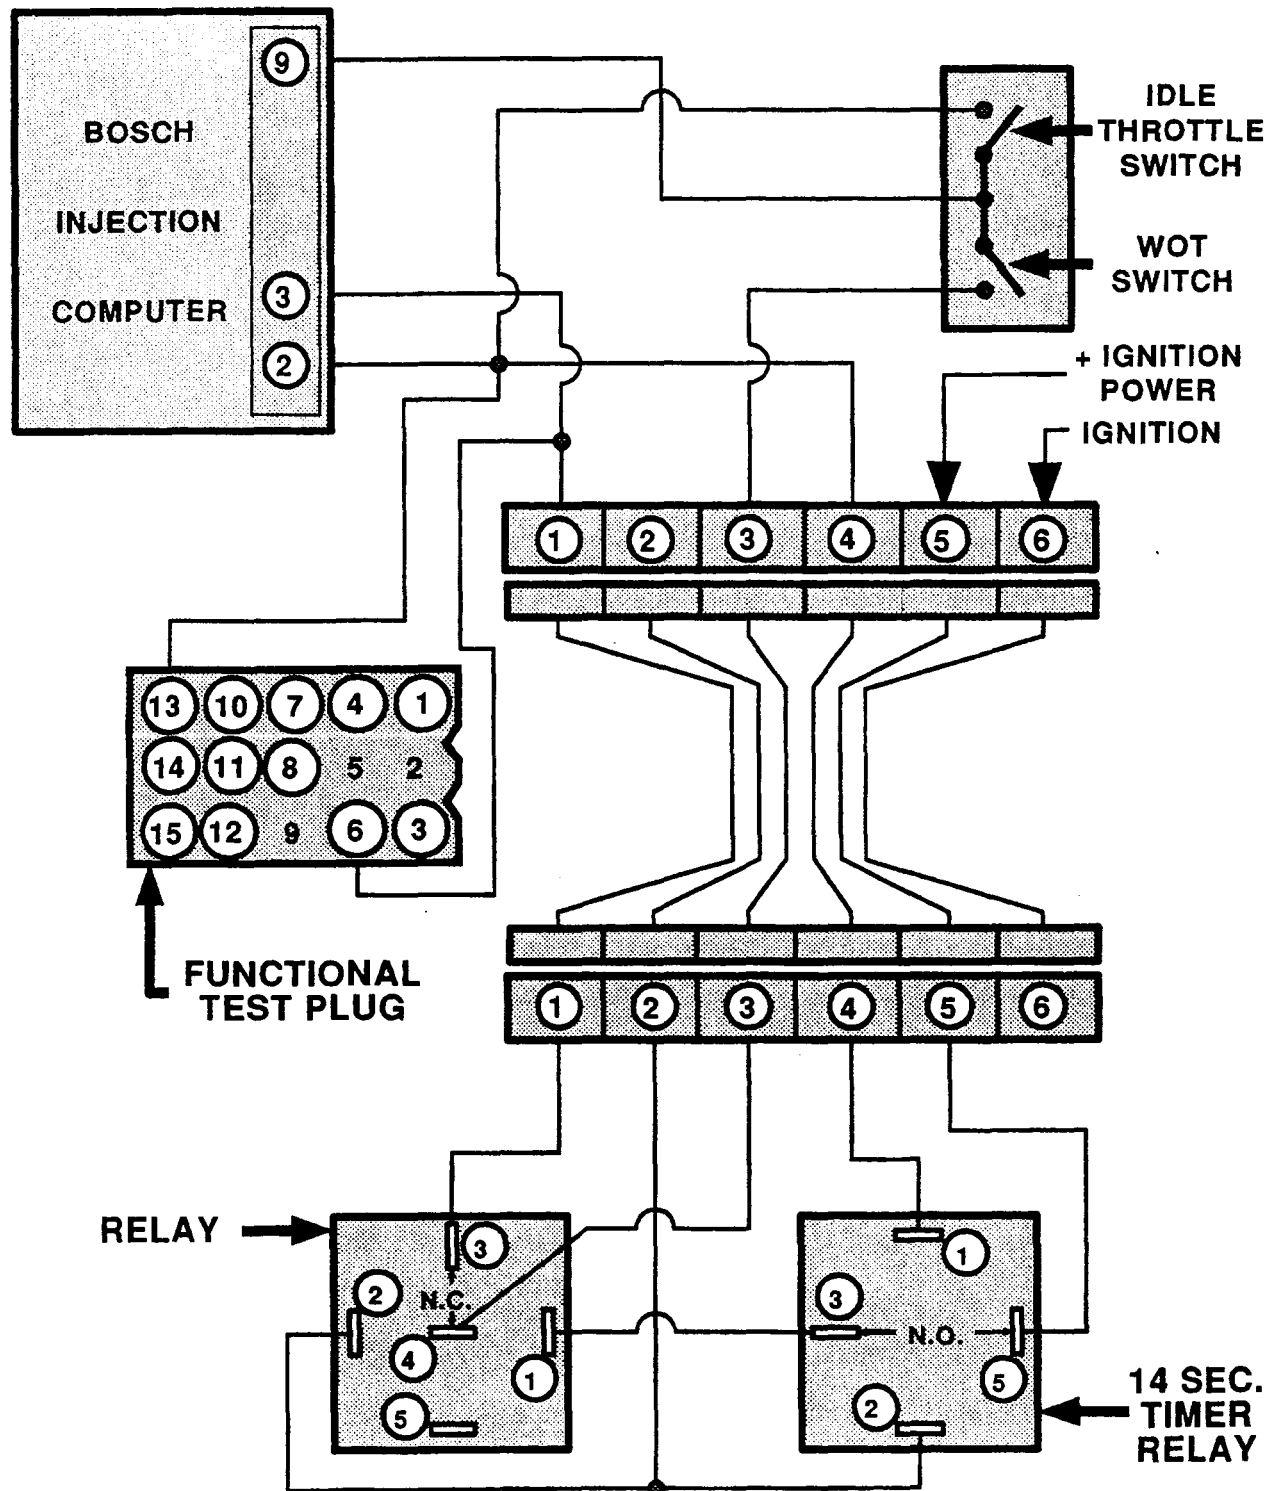 9
BOSCH
INJECTION
3
COMPUTER
2
IDLE
THROTTLE
SWITCH
WOT
SWITCH
+ IGNITION
POWER
IGNITION
1 2 3 4 5 6
13 10 7 4 1
14 11 8 5 2
15 12 9 6 3
FUNCTIONAL
TEST PLUG
1 2 3 4 5 6
RELAY
3
2
N.C.
4
1
5
1
3
N.O.
5
2
14 SEC.
TIMER
RELAY